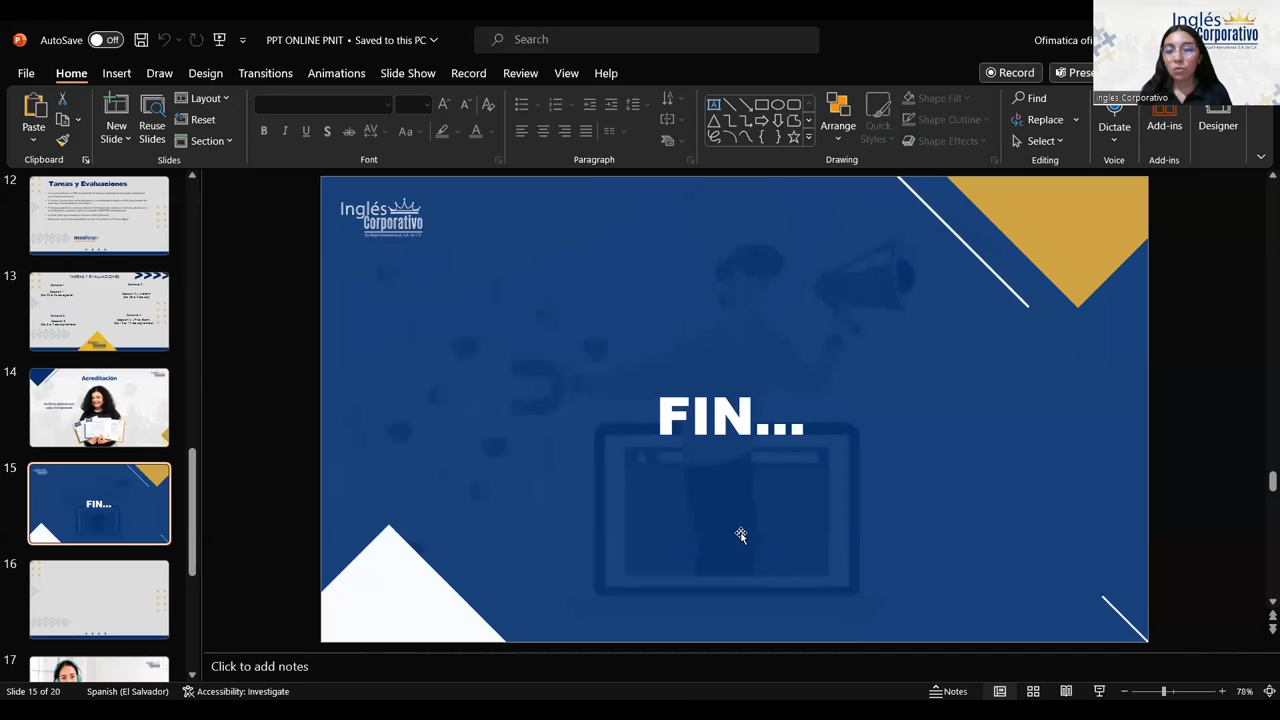 AutoSave
Off
PPT ONLINE PNIT • Saved to this PC
Search
Ofimatica ofi
Inglés
Corporativo
Ingles Corporativo
File
Home
Insert
Draw
Design
Transitions
Animations
Slide Show
Review
View
Help
Record
Paste
Clipboard
New
Slide
Reuse
Slides
Layout
Reset
Section
Slides
Font
Paragraph
Arrange
Quick
Styles
Shape Fill
Shape Outline
Shape Effects
Drawing
Find
Replace
Select
Editing
Dictate
Voice
Add-ins
Add-ins
Designer
12
Tareas y Evaluaciones
insaforp
13
TAREAS Y EVALUACIONES
14
Acreditación
15
FIN...
16
17
Inglés
Corporativo
FIN...
Click to add notes
Slide 15 of 20
Spanish (El Salvador)
Accessibility: Investigate
Notes
78%